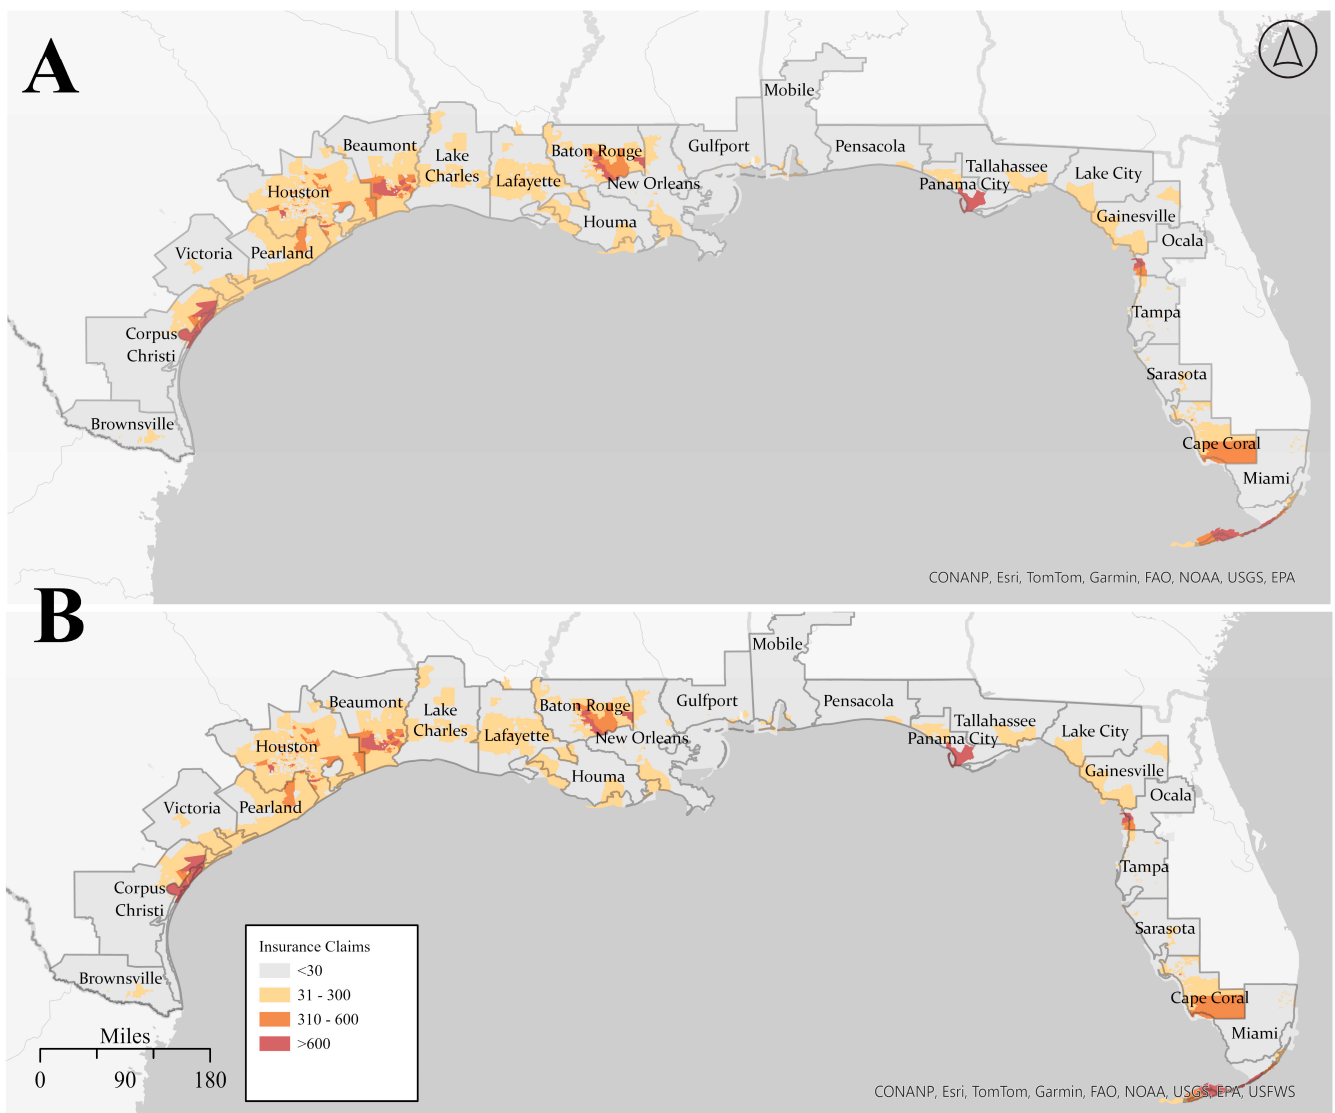 A
Mobile
Beaumont
Lake
Charles
Baton Rouge
Gulfport
Pensacola
Tallahassee
Lake City
Houston
Lafayette
New Orleans
Panama City
Gainesville
Houma
Victoria
Pearland
Ocala
Corpus
Christi
Tampa
Sarasota
Brownsville
Cape Coral
Miami
CONANP, Esri, TomTom, Garmin, FAO, NOAA, USGS, EPA
B
Mobile
Beaumont
Lake
Charles
Baton Rouge
Gulfport
Pensacola
Tallahassee
Lake City
Houston
Lafayette
New Orleans
Panama City
Gainesville
Houma
Victoria
Pearland
Ocala
Corpus
Christi
Tampa
Sarasota
Brownsville
Cape Coral
Miami
Insurance Claims
<30
31 - 300
310 - 600
>600
Miles
0 90 180
CONANP, Esri, TomTom, Garmin, FAO, NOAA, USGS, EPA, USFWS